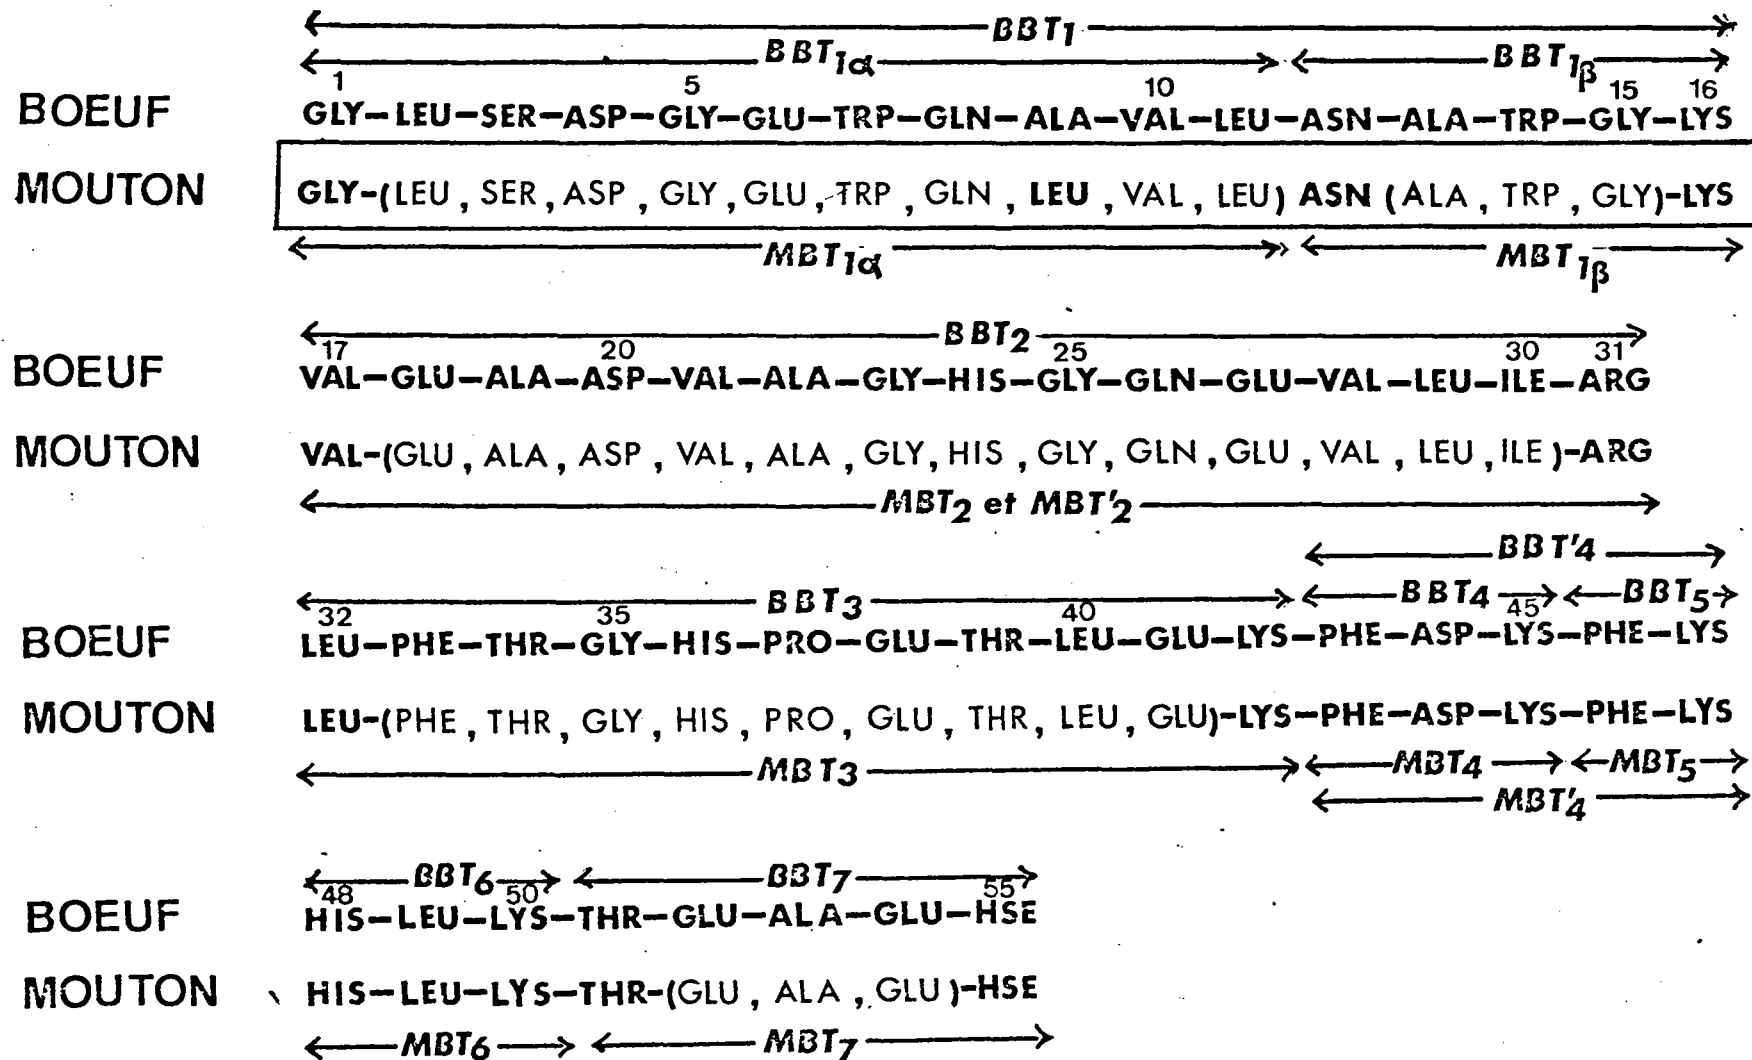 BBT1
BBT1α BBT1β
1 5 10 15 16
BOEUF GLY–LEU–SER–ASP–GLY–GLU–TRP–GLN–ALA–VAL–LEU–ASN–ALA–TRP–GLY–LYS
MOUTON GLY-(LEU, SER, ASP, GLY, GLU, TRP, GLN, LEU, VAL, LEU) ASN (ALA, TRP, GLY)-LYS
MBT1α MBT1β
BBT2
17 20 25 30 31
BOEUF VAL–GLU–ALA–ASP–VAL–ALA–GLY–HIS–GLY–GLN–GLU–VAL–LEU–ILE–ARG
MOUTON VAL-(GLU, ALA, ASP, VAL, ALA, GLY, HIS, GLY, GLN, GLU, VAL, LEU, ILE)-ARG
MBT2 et MBT'2
BBT'4
BBT3 BBT4 BBT5
32 35 40 45
BOEUF LEU–PHE–THR–GLY–HIS–PRO–GLU–THR–LEU–GLU–LYS–PHE–ASP–LYS–PHE–LYS
MOUTON LEU-(PHE, THR, GLY, HIS, PRO, GLU, THR, LEU, GLU)-LYS–PHE–ASP–LYS–PHE–LYS
MBT3 MBT4 MBT5
MBT'4
BBT6 BBT7
48 50 55
BOEUF HIS–LEU–LYS–THR–GLU–ALA–GLU–HSE
MOUTON HIS–LEU–LYS–THR-(GLU, ALA, GLU)-HSE
MBT6 MBT7